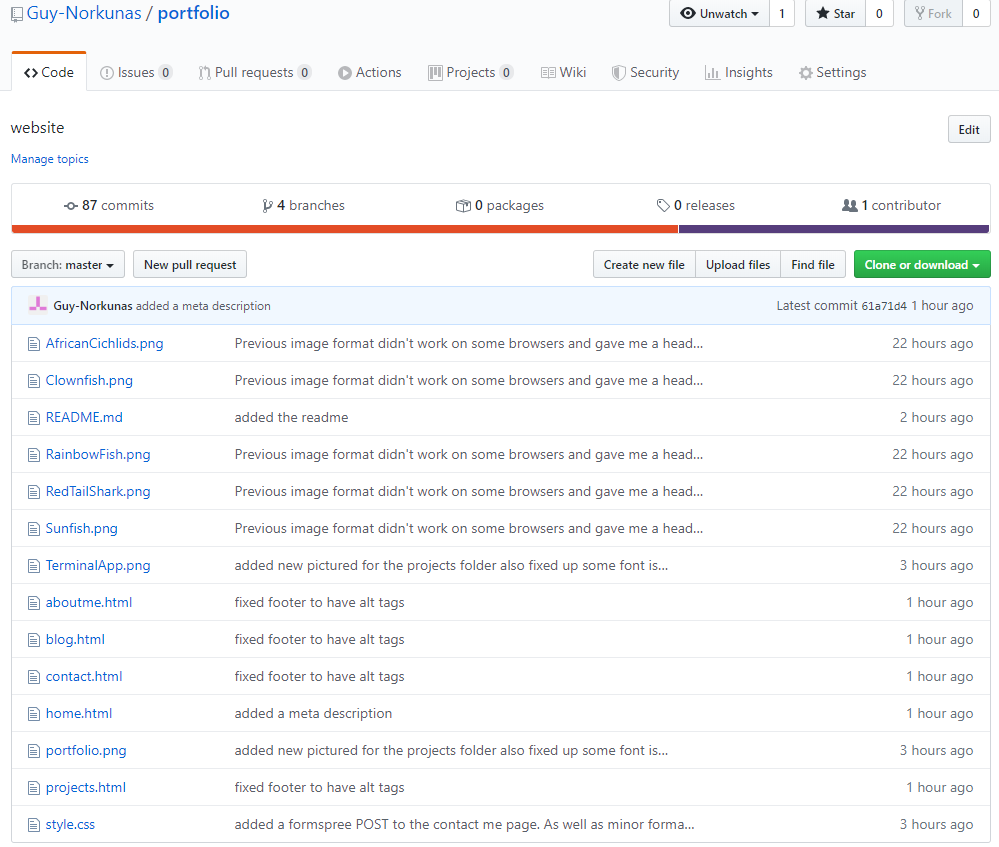 Guy-Norkunas / portfolio Unwatch 1 Star 0 Fork 0
Code Issues 0 Pull requests 0 Actions Projects 0 Wiki Security Insights Settings
website Edit
Manage topics
87 commits 4 branches 0 packages 0 releases 1 contributor
Branch: master New pull request Create new file Upload files Find file Clone or download
Guy-Norkunas added a meta description Latest commit 61a71d4 1 hour ago
AfricanCichlids.png Previous image format didn't work on some browsers and gave me a head... 22 hours ago
Clownfish.png Previous image format didn't work on some browsers and gave me a head... 22 hours ago
README.md added the readme 2 hours ago
RainbowFish.png Previous image format didn't work on some browsers and gave me a head... 22 hours ago
RedTailShark.png Previous image format didn't work on some browsers and gave me a head... 22 hours ago
Sunfish.png Previous image format didn't work on some browsers and gave me a head... 22 hours ago
TerminalApp.png added new pictured for the projects folder also fixed up some font is... 3 hours ago
aboutme.html fixed footer to have alt tags 1 hour ago
blog.html fixed footer to have alt tags 1 hour ago
contact.html fixed footer to have alt tags 1 hour ago
home.html added a meta description 1 hour ago
portfolio.png added new pictured for the projects folder also fixed up some font is... 3 hours ago
projects.html fixed footer to have alt tags 1 hour ago
style.css added a formspree POST to the contact me page. As well as minor forma... 3 hours ago